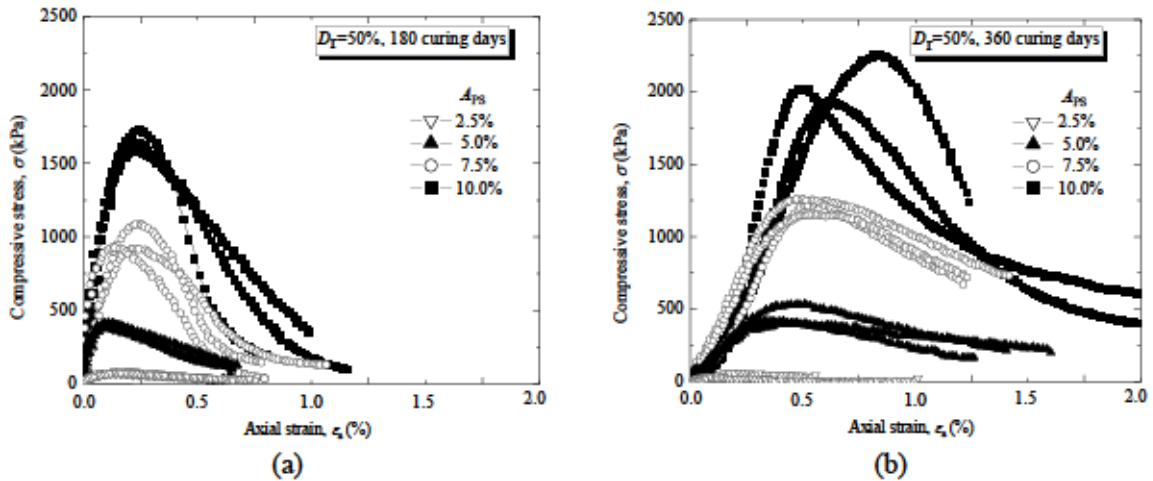 2500
2000
1500
1000
500
0
Compressive stress, σ (kPa)
D_r=50%, 180 curing days
A_PS
2.5%
5.0%
7.5%
10.0%
0.0 0.5 1.0 1.5 2.0
Axial strain, ε_a (%)
(a)
2500
2000
1500
1000
500
0
Compressive stress, σ (kPa)
D_r=50%, 360 curing days
A_PS
2.5%
5.0%
7.5%
10.0%
0.0 0.5 1.0 1.5 2.0
Axial strain, ε_a (%)
(b)